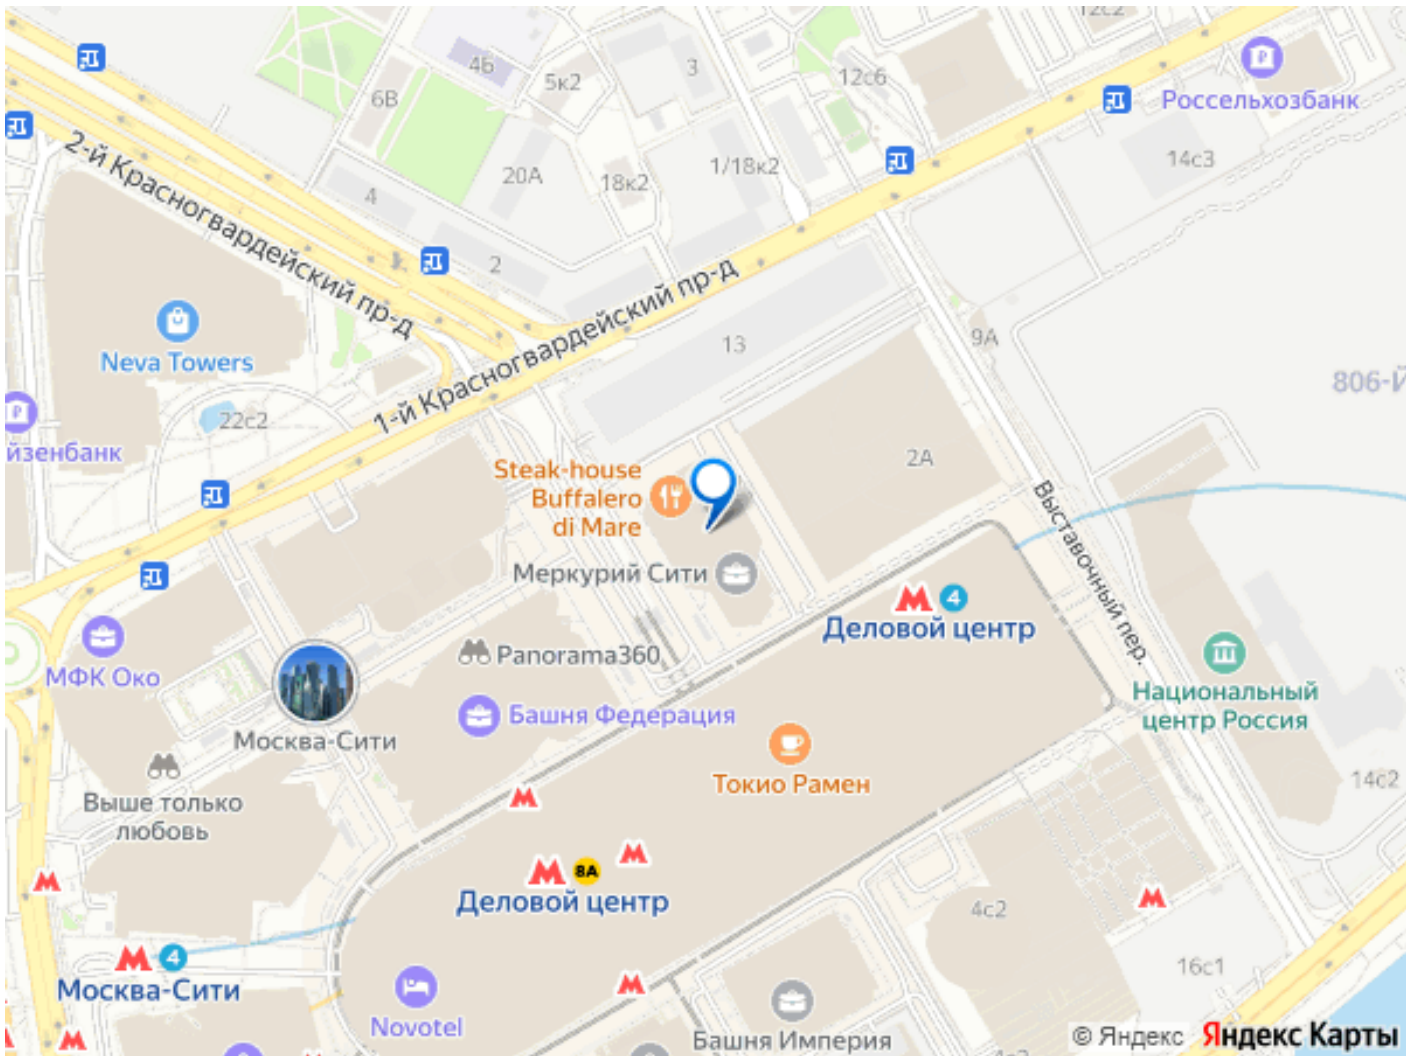 12с2
4Б
3
5к2
12с6
6В
Россельхозбанк
2-й Красногвардейский пр-д
20А
18к2
1/18к2
14с3
4
2
1-й Красногвардейский пр-д
Neva Towers
13
9А
806-Й
22с2
йзенбанк
Steak-house
Buffalero
di Mare
2А
Выставочный пер.
Меркурий Сити
4
Деловой центр
МФК Око
Panorama360
Башня Федерация
Национальный
центр Россия
Москва-Сити
Токио Рамен
14с2
Выше только
любовь
8А
Деловой центр
4с2
4
Москва-Сити
16с1
Novotel
Башня Империя
© Яндекс Яндекс Карты